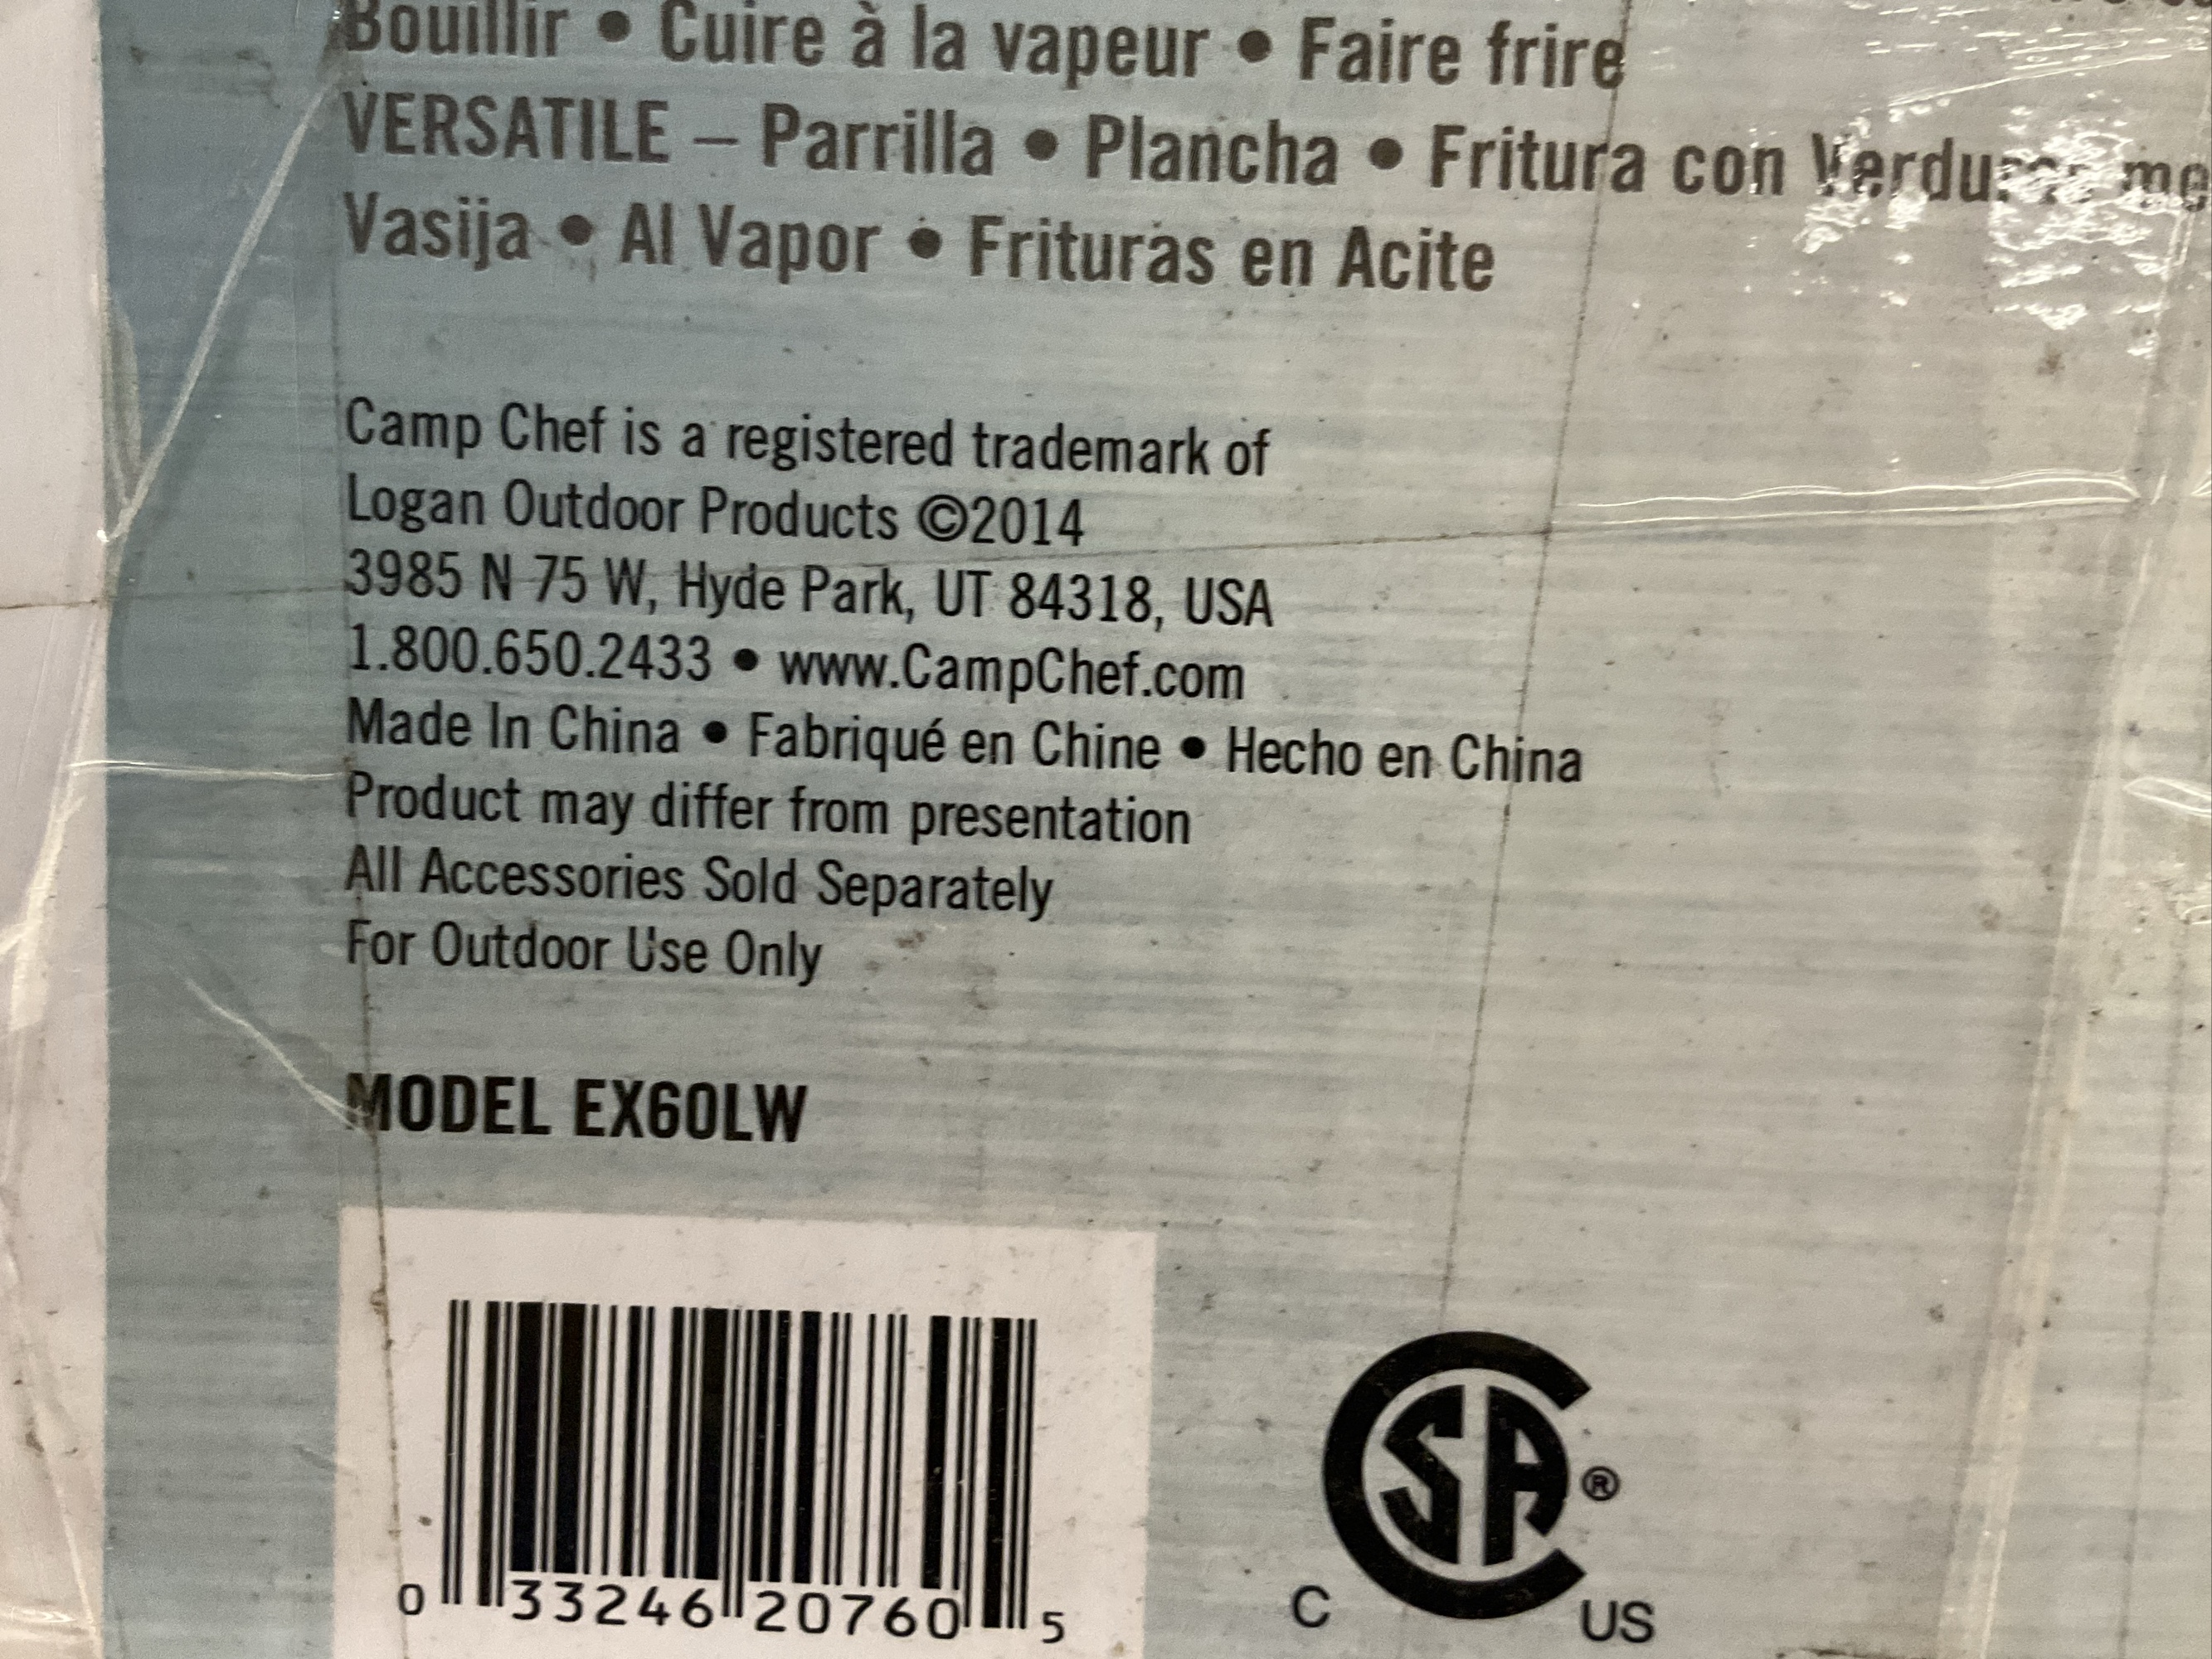 Bouillir • Cuire à la vapeur • Faire frire
VERSATILE – Parrilla • Plancha • Fritura con Verduras
Vasija • Al Vapor • Frituras en Acite
Camp Chef is a registered trademark of
Logan Outdoor Products ©2014
3985 N 75 W, Hyde Park, UT 84318, USA
1.800.650.2433 • www.CampChef.com
Made In China • Fabriqué en Chine • Hecho en China
Product may differ from presentation
All Accessories Sold Separately
For Outdoor Use Only
MODEL EX60LW
0 33246 20760 5
CSA®
C US